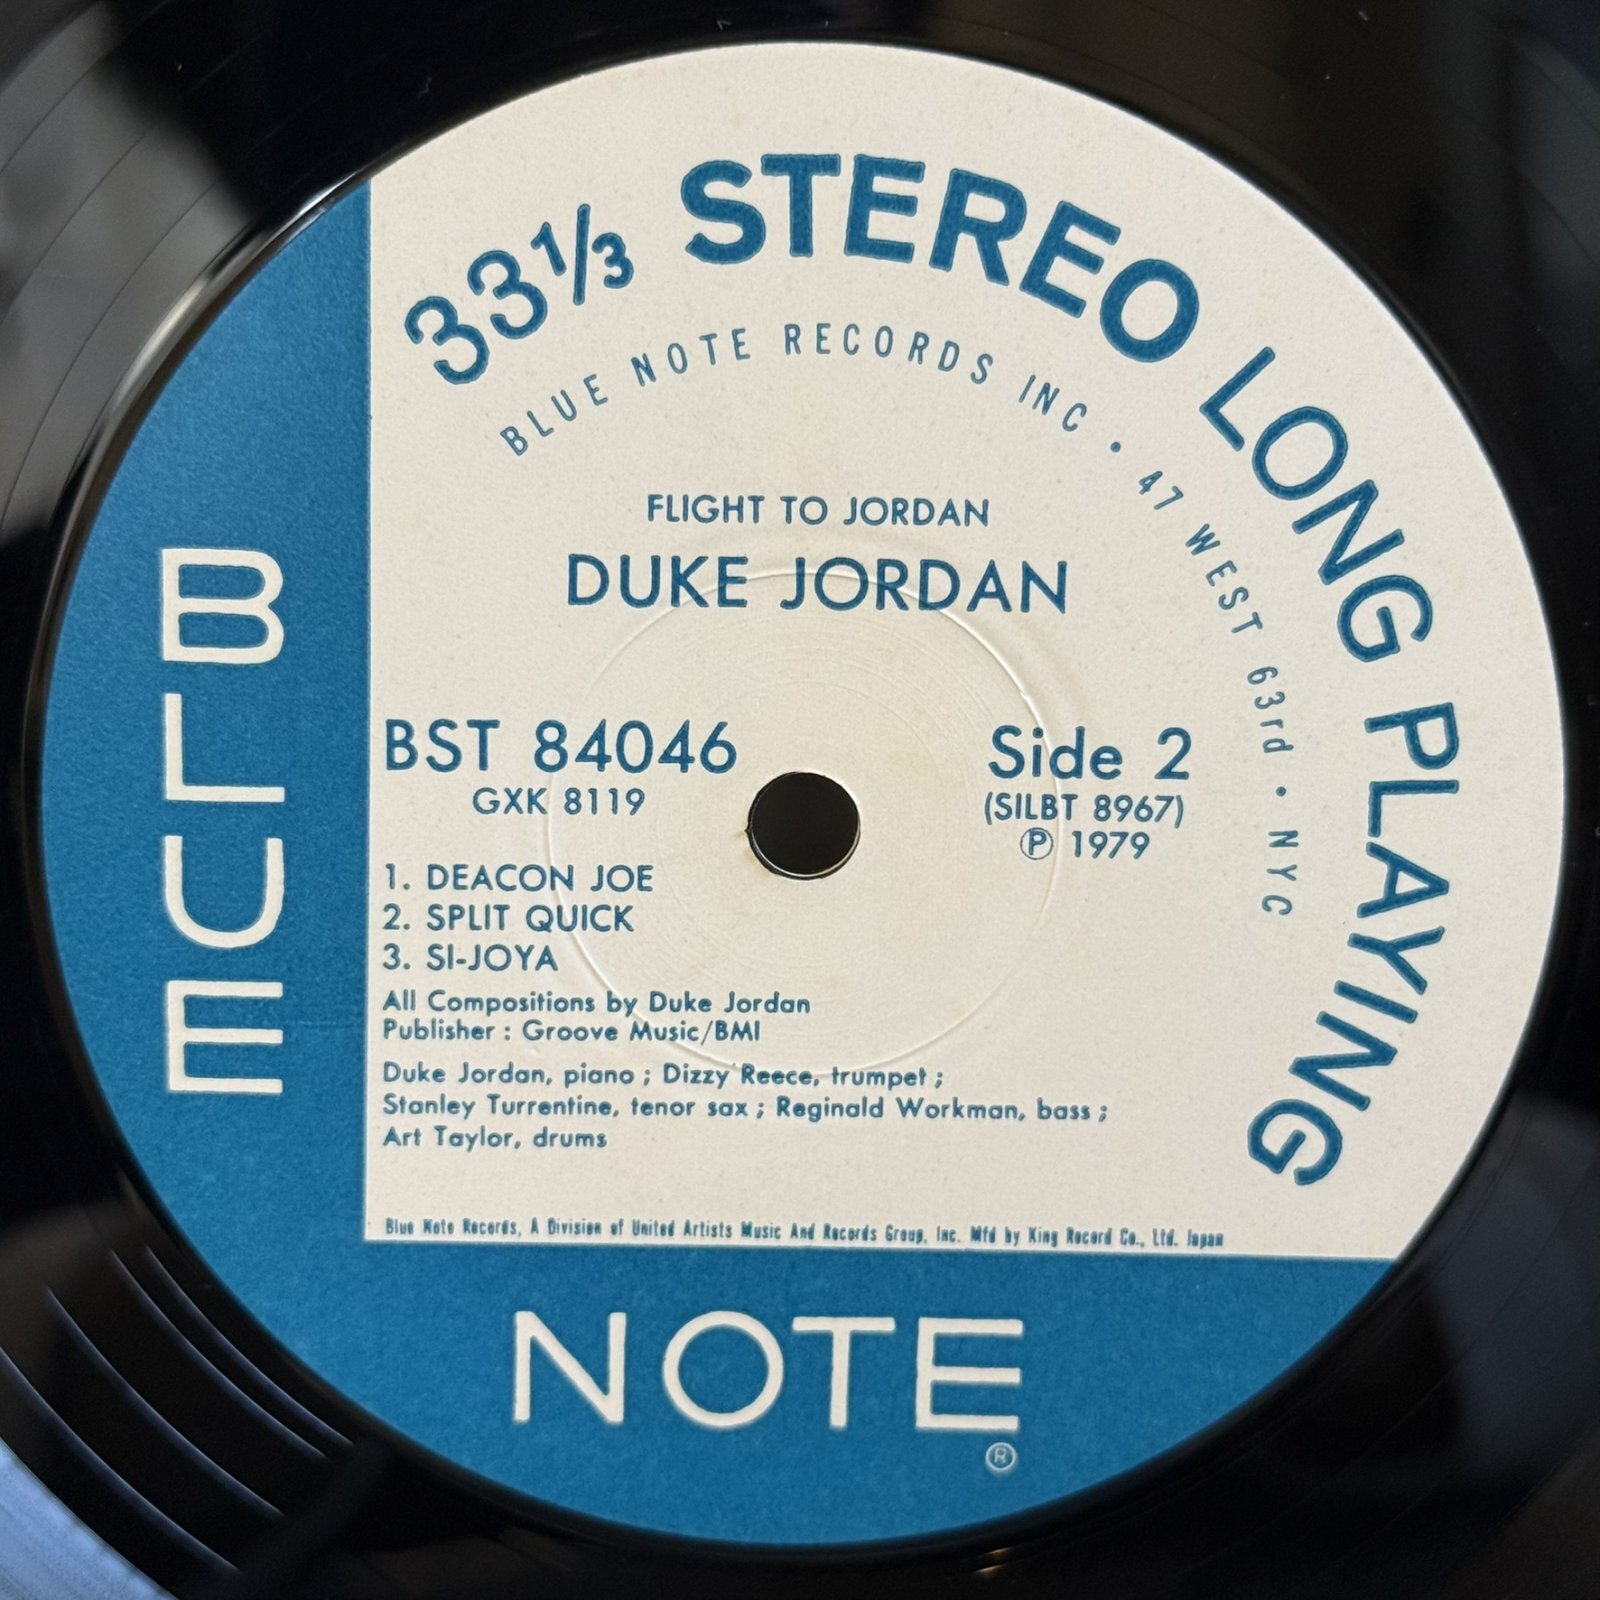 33⅓ STEREO LONG PLAYING
BLUE NOTE RECORDS INC · 47 WEST 63rd · NYC
FLIGHT TO JORDAN
DUKE JORDAN
BST 84046
GXK 8119
Side 2
(SILBT 8967)
Ⓟ 1979
1. DEACON JOE
2. SPLIT QUICK
3. SI-JOYA
All Compositions by Duke Jordan
Publisher : Groove Music/BMI
Duke Jordan, piano ; Dizzy Reece, trumpet ;
Stanley Turrentine, tenor sax ; Reginald Workman, bass ;
Art Taylor, drums
Blue Note Records, A Division of United Artists Music And Records Group, Inc. Mfd by King Record Co., Ltd. Japan
BLUE
NOTE
®